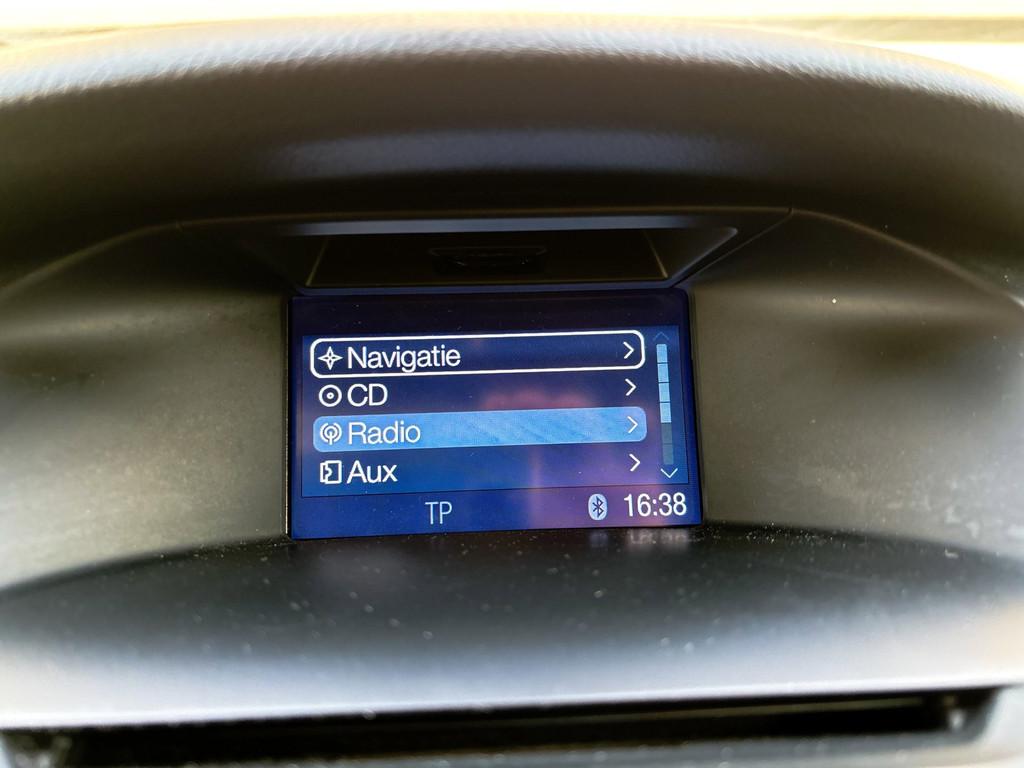 Navigatie
CD
Radio
Aux
TP 16:38